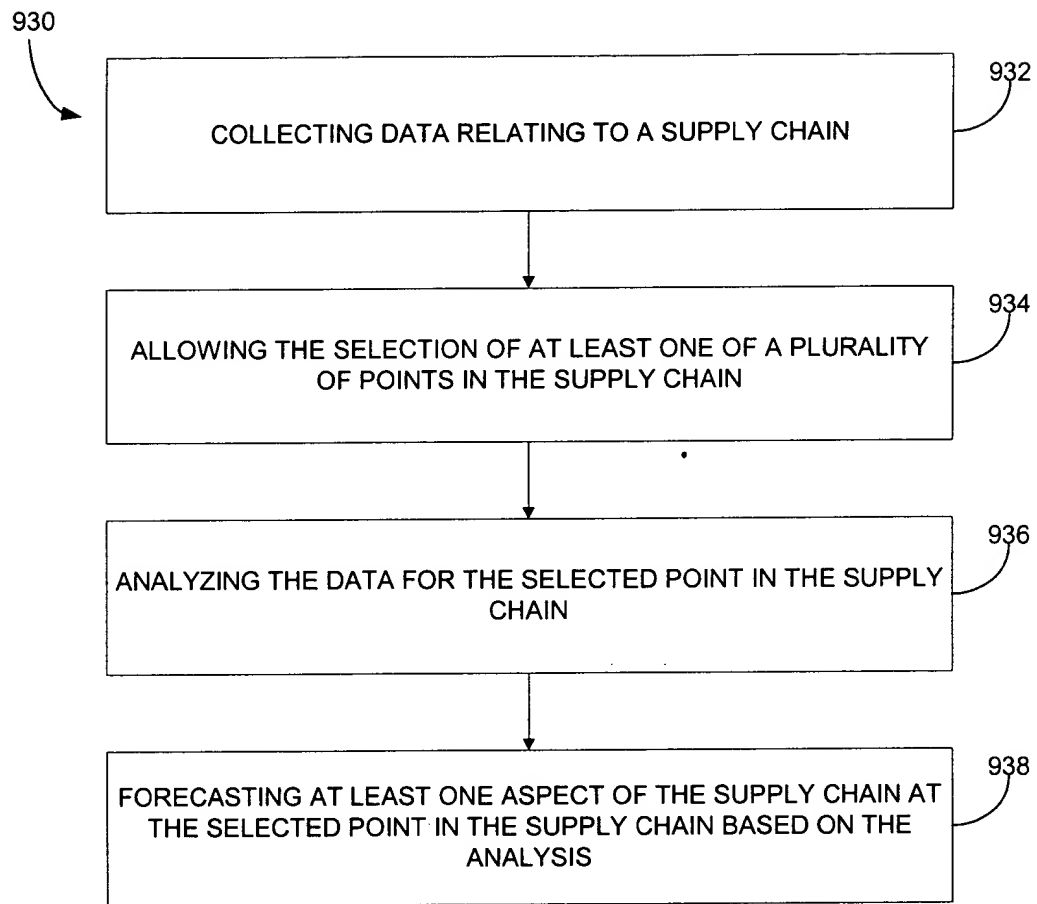 930
932
COLLECTING DATA RELATING TO A SUPPLY CHAIN
934
ALLOWING THE SELECTION OF AT LEAST ONE OF A PLURALITY
OF POINTS IN THE SUPPLY CHAIN
936
ANALYZING THE DATA FOR THE SELECTED POINT IN THE SUPPLY
CHAIN
938
FORECASTING AT LEAST ONE ASPECT OF THE SUPPLY CHAIN AT
THE SELECTED POINT IN THE SUPPLY CHAIN BASED ON THE
ANALYSIS